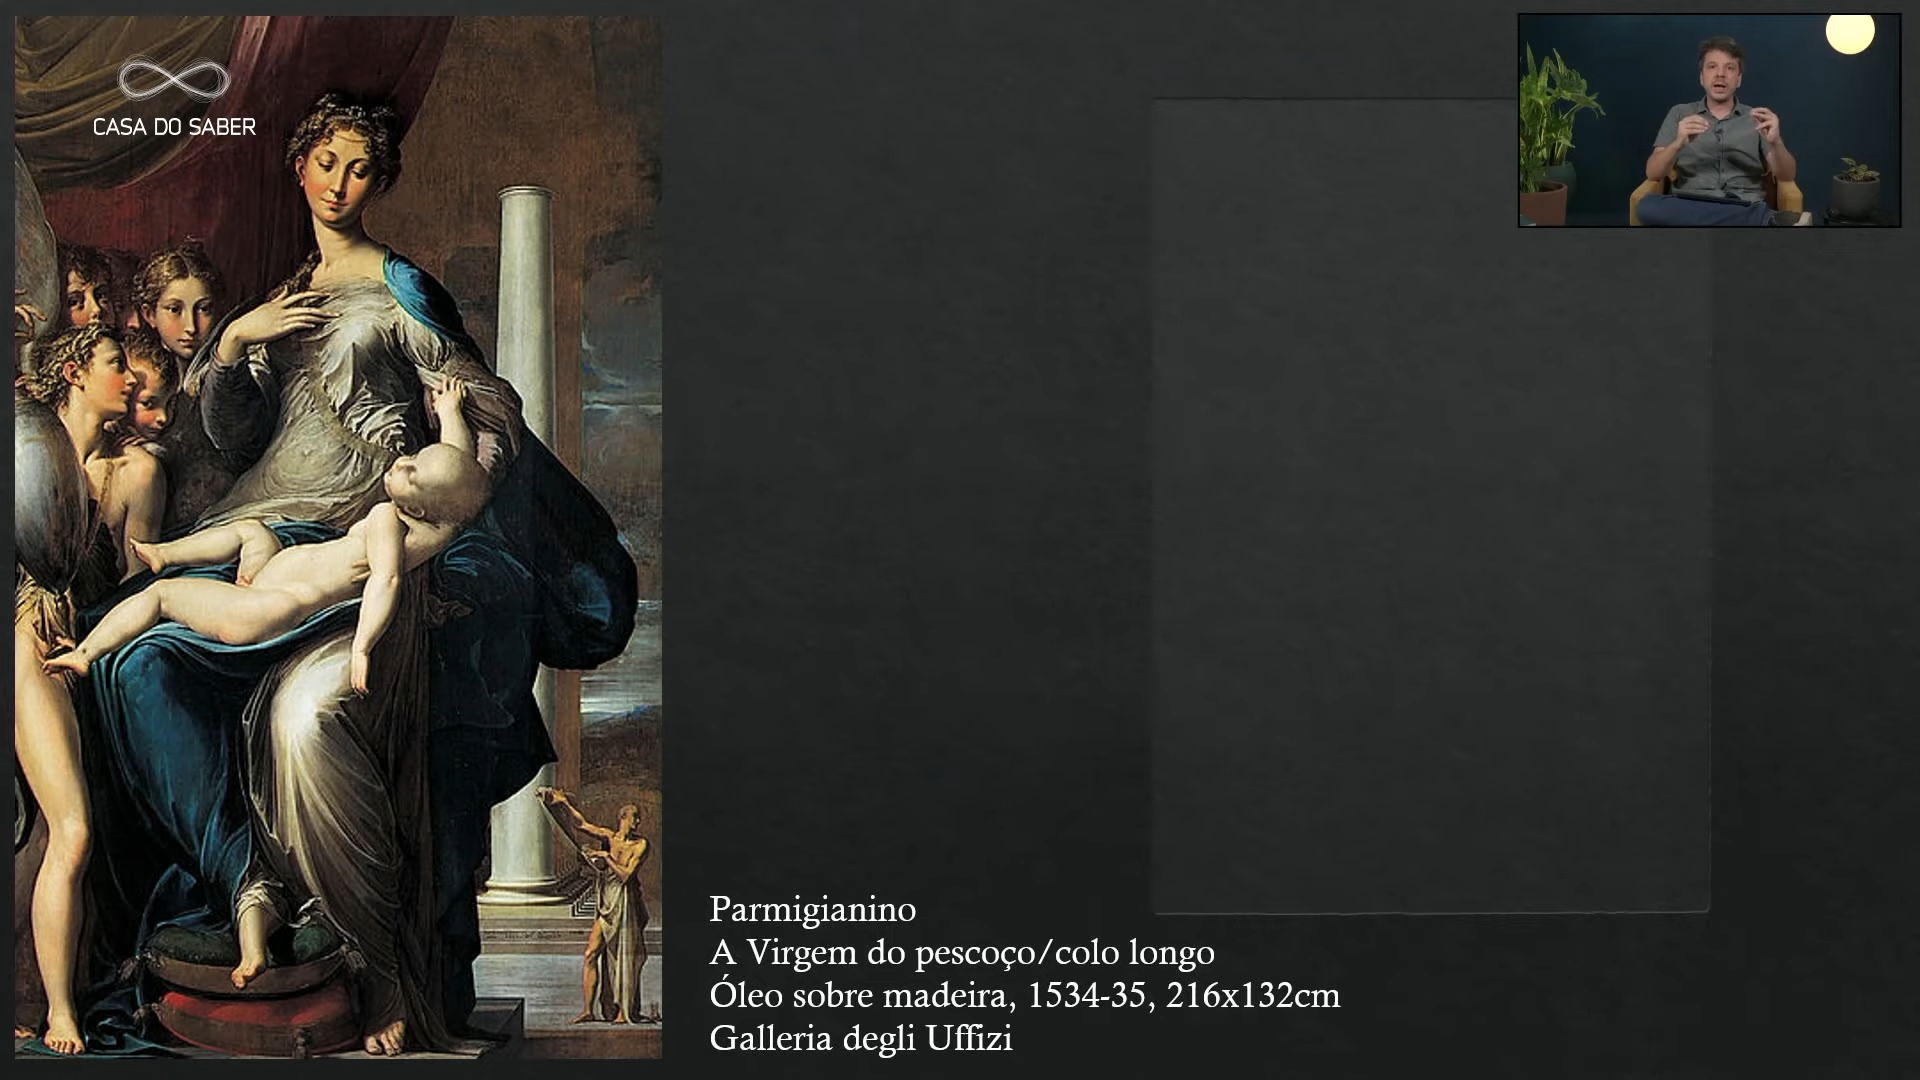 CASA DO SABER
Parmigianino
A Virgem do pescoço/colo longo
Óleo sobre madeira, 1534-35, 216x132cm
Galleria degli Uffizi